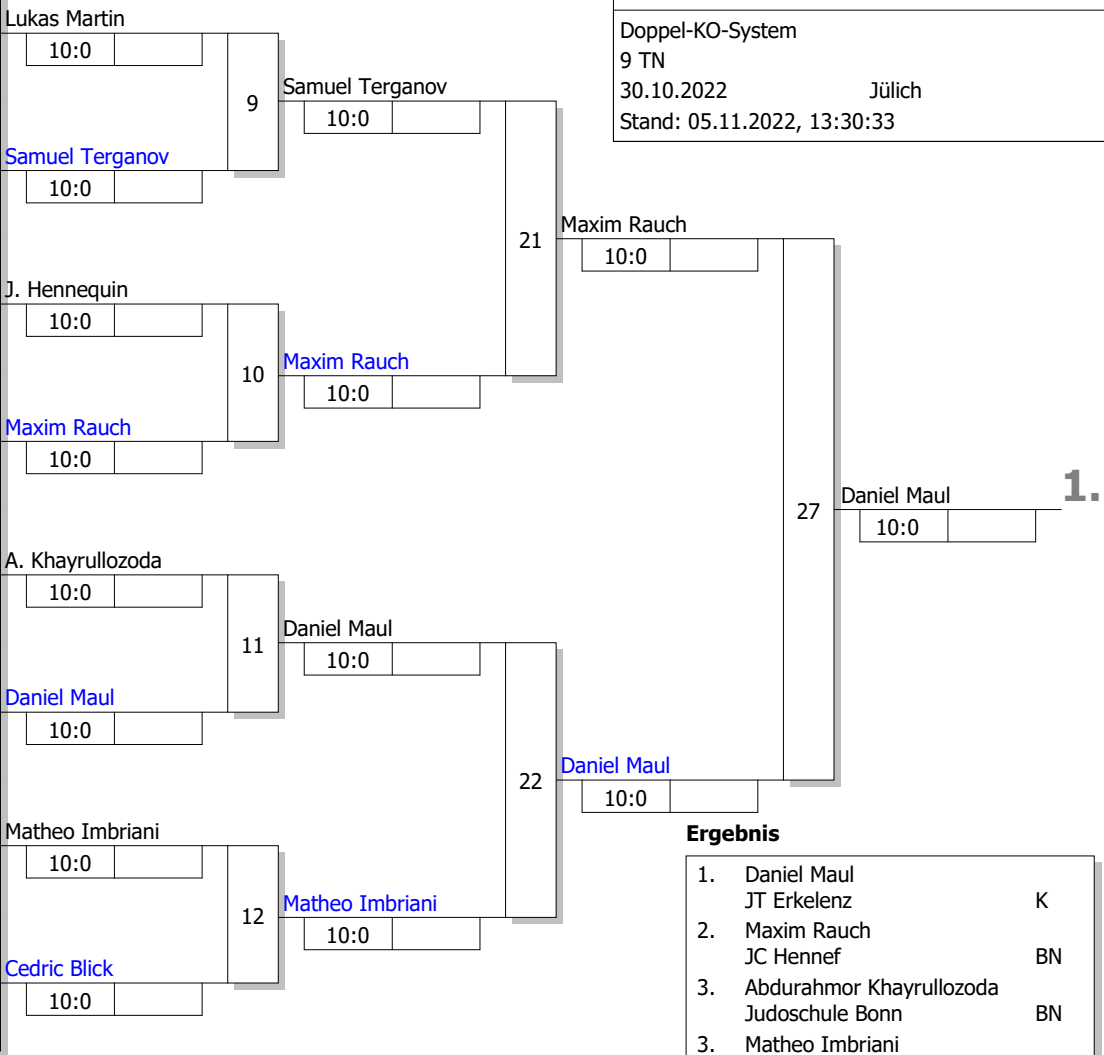 Doppel-KO-System
9 TN
30.10.2022 Jülich
Stand: 05.11.2022, 13:30:33
Lukas Martin
10:0
9
Samuel Terganov
10:0
Samuel Terganov
10:0
21
Maxim Rauch
10:0
J. Hennequin
10:0
10
Maxim Rauch
10:0
Maxim Rauch
10:0
27
Daniel Maul
1.
10:0
A. Khayrullozoda
10:0
11
Daniel Maul
10:0
Daniel Maul
10:0
22
Daniel Maul
10:0
Matheo Imbriani
10:0
12
Matheo Imbriani
10:0
Cedric Blick
10:0
Ergebnis
1. Daniel Maul
JT Erkelenz K
2. Maxim Rauch
JC Hennef BN
3. Abdurahmor Khayrullozoda
Judoschule Bonn BN
3. Matheo Imbriani